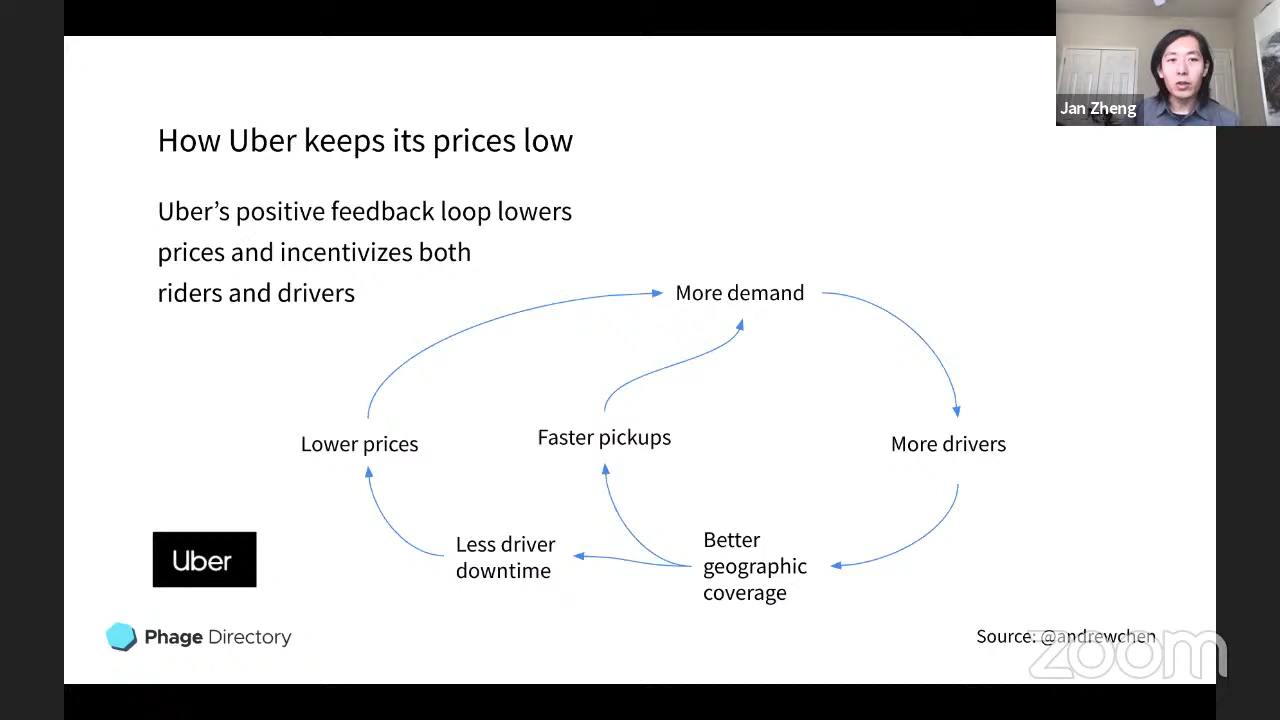 Jan Zheng
How Uber keeps its prices low
Uber’s positive feedback loop lowers
prices and incentivizes both
riders and drivers
More demand
Lower prices
Faster pickups
More drivers
Less driver
downtime
Better
geographic
coverage
Uber
Phage Directory
Source: @andrewchen
zoom